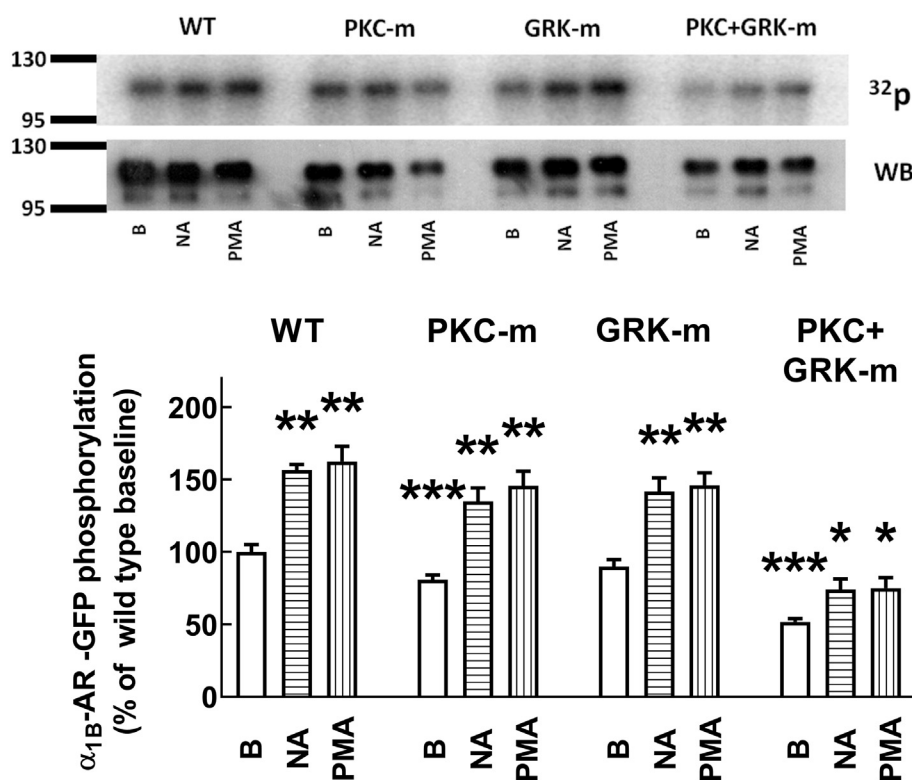 WT PKC-m GRK-m PKC+GRK-m
130
³²p
95
130
WB
95
B NA PMA B NA PMA B NA PMA B NA PMA
WT PKC-m GRK-m PKC+
GRK-m
α1B-AR -GFP phosphorylation
(% of wild type baseline)
200
150
100
50
0
** ** *** ** ** ** ** *** * *
B NA PMA B NA PMA B NA PMA B NA PMA